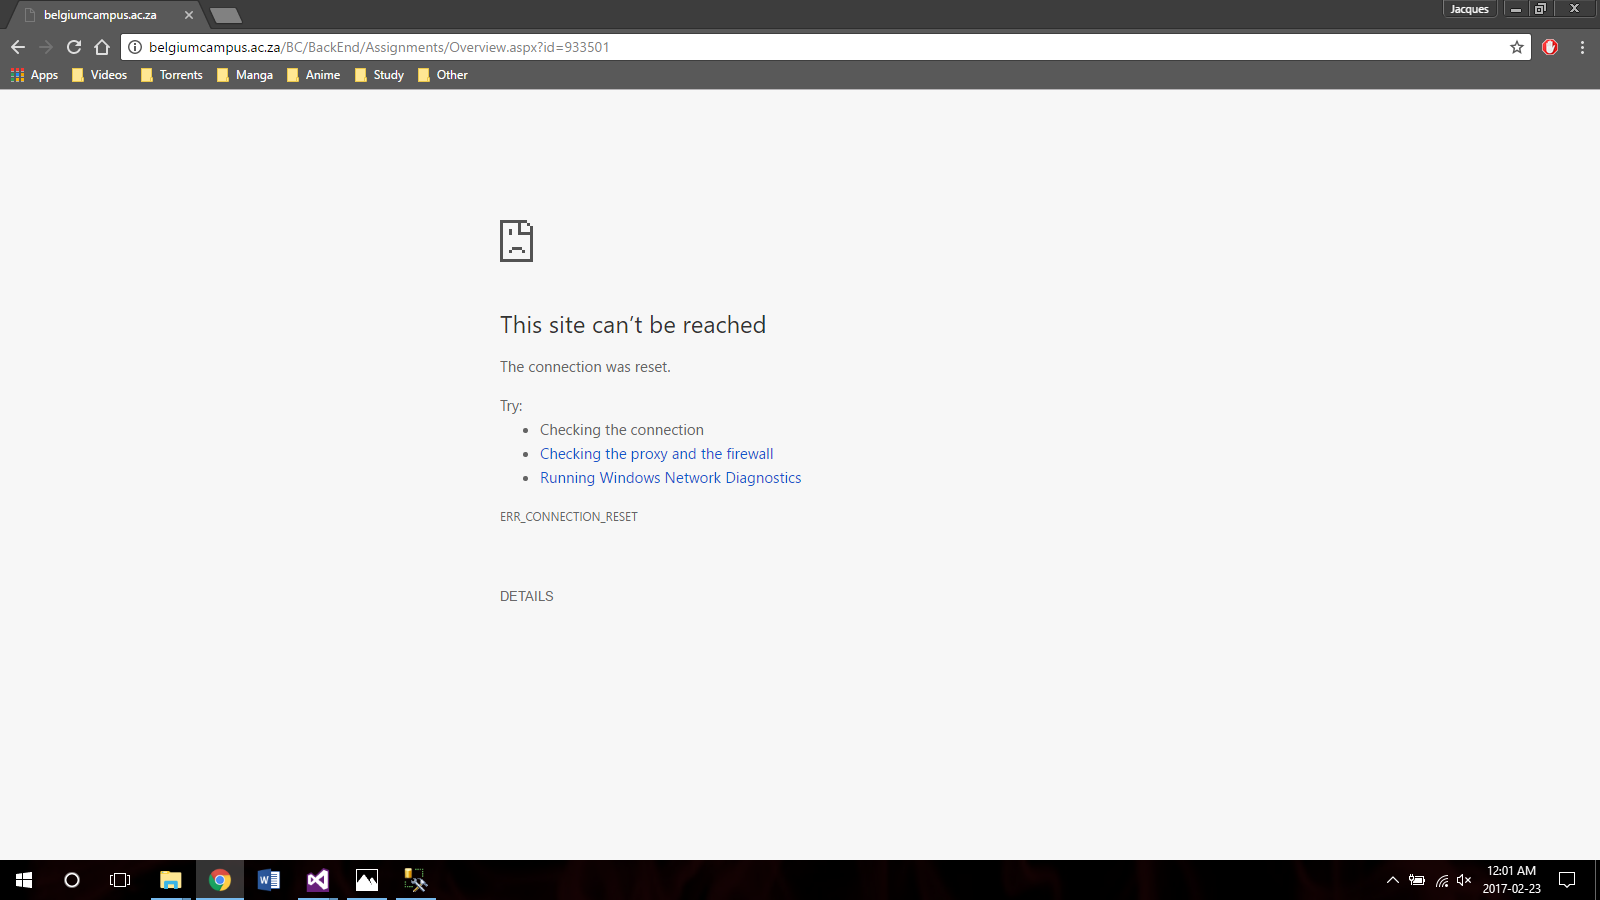 belgiumcampus.ac.za
Jacques
belgiumcampus.ac.za/BC/BackEnd/Assignments/Overview.aspx?id=933501
Apps Videos Torrents Manga Anime Study Other
This site can’t be reached
The connection was reset.
Try:
• Checking the connection
• Checking the proxy and the firewall
• Running Windows Network Diagnostics
ERR_CONNECTION_RESET
DETAILS
12:01 AM
2017-02-23